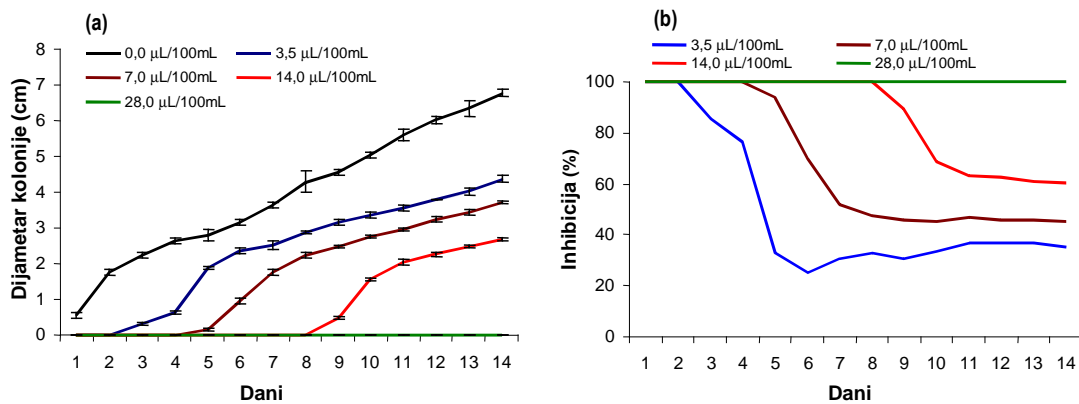 (a)
0,0 µL/100mL 3,5 µL/100mL
7,0 µL/100mL 14,0 µL/100mL
28,0 µL/100mL
Dijametar kolonije (cm)
8
7
6
5
4
3
2
1
0
1 2 3 4 5 6 7 8 9 10 11 12 13 14
Dani
(b)
3,5 µL/100mL 7,0 µL/100mL
14,0 µL/100mL 28,0 µL/100mL
Inhibicija (%)
100
80
60
40
20
0
1 2 3 4 5 6 7 8 9 10 11 12 13 14
Dani